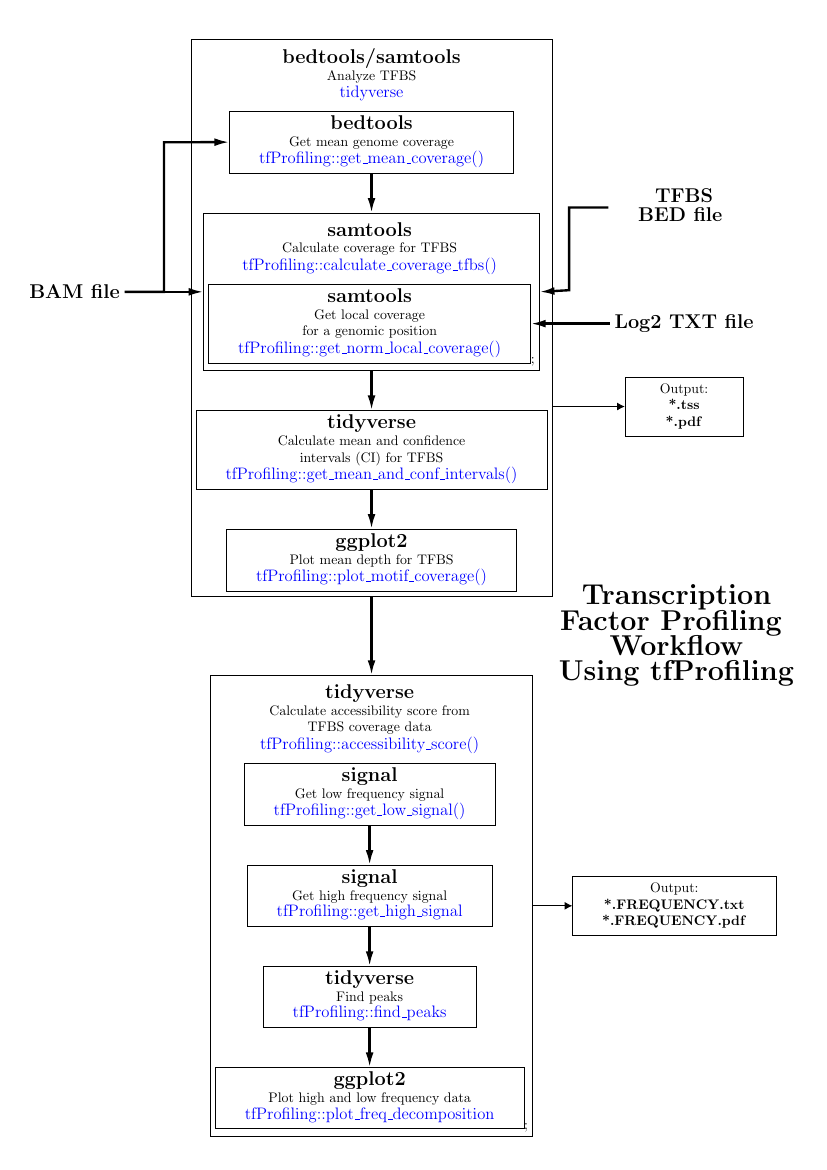 bedtools/samtools
Analyze TFBS
tidyverse
bedtools
Get mean genome coverage
tfProfiling::get_mean_coverage()
TFBS
BED file
samtools
Calculate coverage for TFBS
tfProfiling::calculate_coverage_tfbs()
BAM file
samtools
Get local coverage
for a genomic position
tfProfiling::get_norm_local_coverage()
;
Log2 TXT file
Output:
*.tss
*.pdf
tidyverse
Calculate mean and confidence
intervals (CI) for TFBS
tfProfiling::get_mean_and_conf_intervals()
ggplot2
Plot mean depth for TFBS
tfProfiling::plot_motif_coverage()
Transcription
Factor Profiling
Workflow
Using tfProfiling
tidyverse
Calculate accessibility score from
TFBS coverage data
tfProfiling::accessibility_score()
signal
Get low frequency signal
tfProfiling::get_low_signal()
signal
Get high frequency signal
tfProfiling::get_high_signal
Output:
*.FREQUENCY.txt
*.FREQUENCY.pdf
tidyverse
Find peaks
tfProfiling::find_peaks
ggplot2
Plot high and low frequency data
tfProfiling::plot_freq_decomposition
;